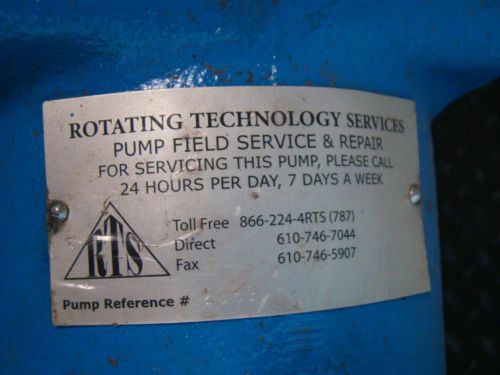 ROTATING TECHNOLOGY SERVICES
PUMP FIELD SERVICE & REPAIR
FOR SERVICING THIS PUMP, PLEASE CALL
24 HOURS PER DAY, 7 DAYS A WEEK
RTS
Toll Free 866-224-4RTS (787)
Direct 610-746-7044
Fax 610-746-5907
Pump Reference #